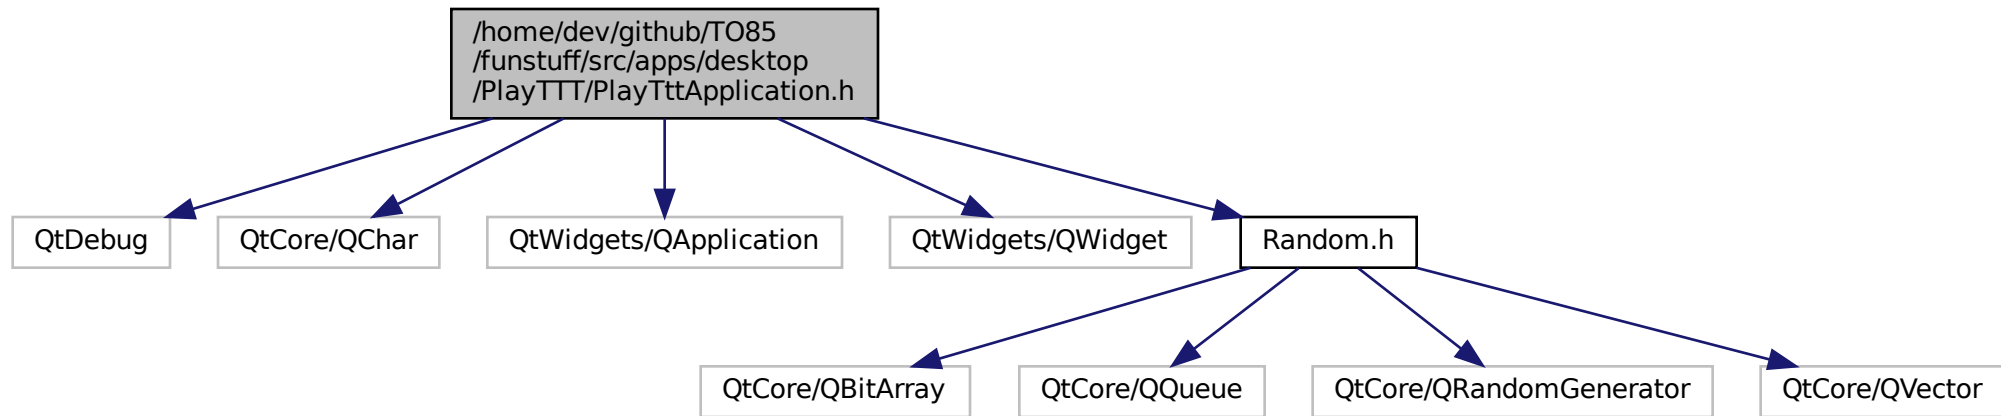 /home/dev/github/TO85
/funstuff/src/apps/desktop
/PlayTTT/PlayTttApplication.h
QtDebug
QtCore/QChar
QtWidgets/QApplication
QtWidgets/QWidget
Random.h
QtCore/QBitArray
QtCore/QQueue
QtCore/QRandomGenerator
QtCore/QVector